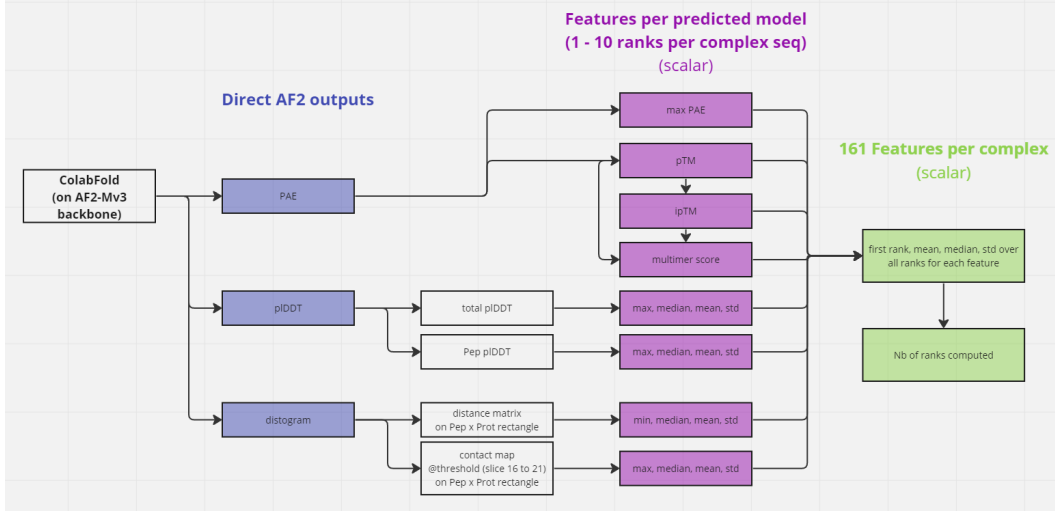 Features per predicted model
(1 - 10 ranks per complex seq)
(scalar)
Direct AF2 outputs
161 Features per complex
(scalar)
ColabFold
(on AF2-Mv3
backbone)
PAE
max PAE
pTM
ipTM
multimer score
first rank, mean, median, std over
all ranks for each feature
Nb of ranks computed
plDDT
total plDDT
max, median, mean, std
Pep plDDT
max, median, mean, std
distogram
distance matrix
on Pep x Prot rectangle
min, median, mean, std
contact map
@threshold (slice 16 to 21)
on Pep x Prot rectangle
max, median, mean, std